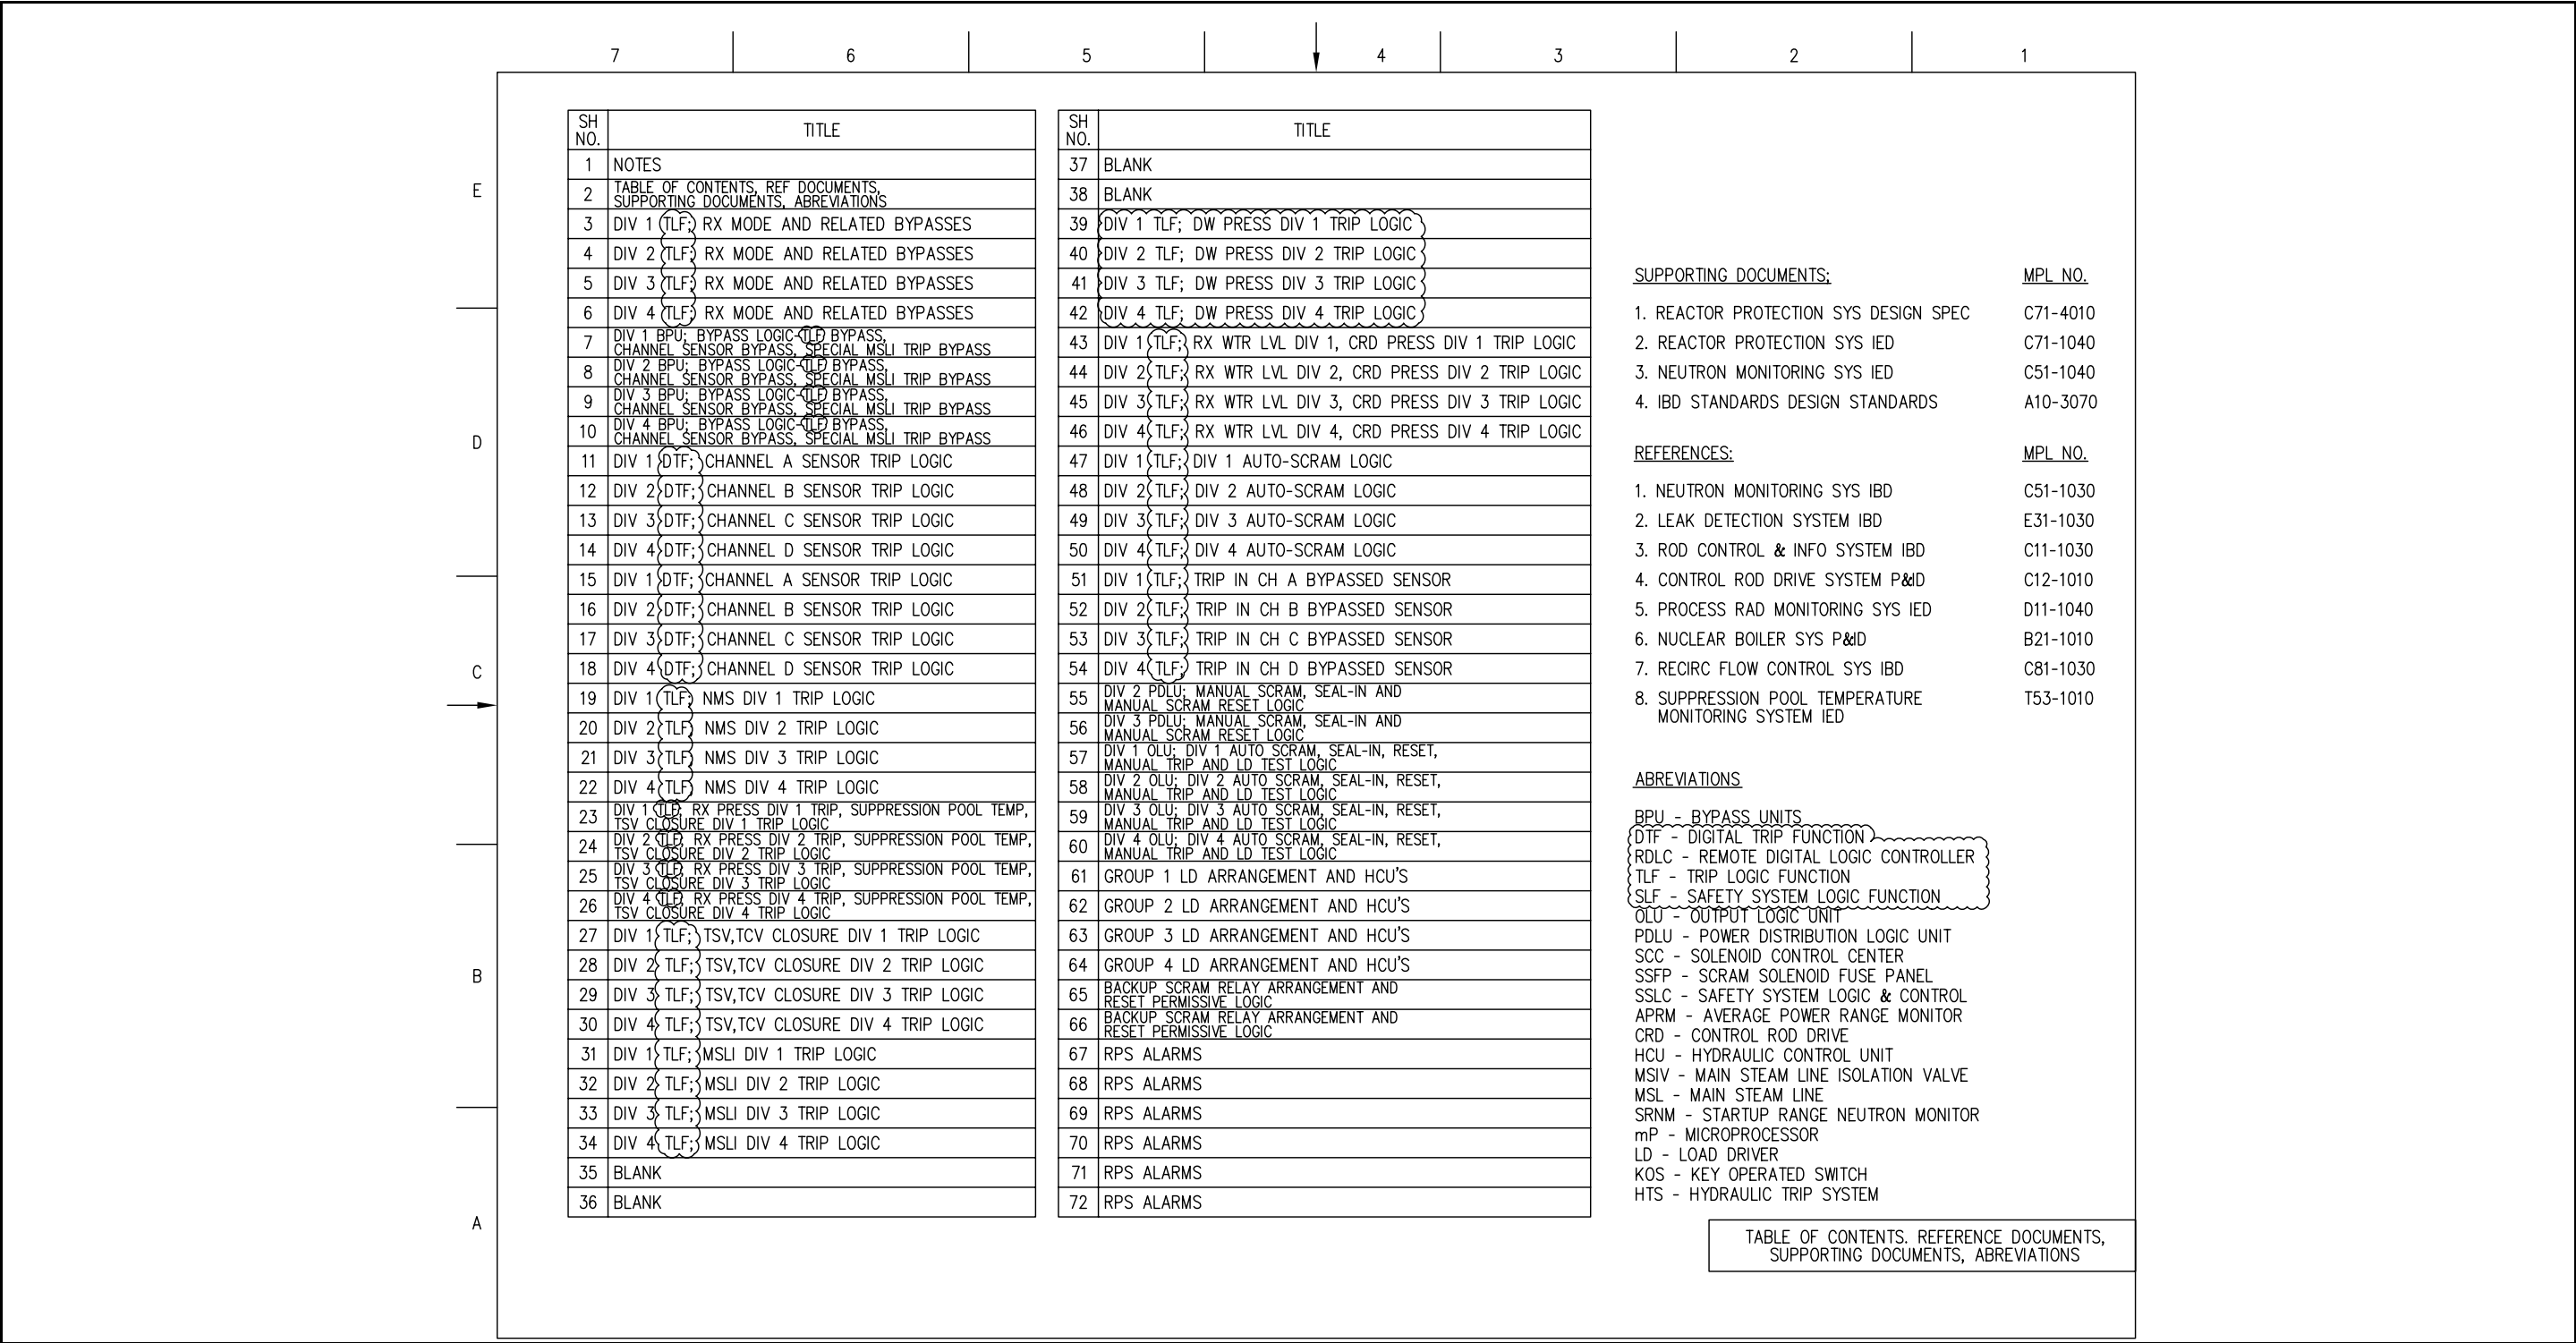 7 6 5 4 3 2 1
E
D
C
B
A
SH NO. TITLE
1 NOTES
2 TABLE OF CONTENTS, REF DOCUMENTS,
SUPPORTING DOCUMENTS, ABREVIATIONS
3 DIV 1 TLF; RX MODE AND RELATED BYPASSES
4 DIV 2 TLF; RX MODE AND RELATED BYPASSES
5 DIV 3 TLF; RX MODE AND RELATED BYPASSES
6 DIV 4 TLF; RX MODE AND RELATED BYPASSES
7 DIV 1 BPU; BYPASS LOGIC-TLF BYPASS,
CHANNEL SENSOR BYPASS, SPECIAL MSLI TRIP BYPASS
8 DIV 2 BPU; BYPASS LOGIC-TLF BYPASS,
CHANNEL SENSOR BYPASS, SPECIAL MSLI TRIP BYPASS
9 DIV 3 BPU; BYPASS LOGIC-TLF BYPASS,
CHANNEL SENSOR BYPASS, SPECIAL MSLI TRIP BYPASS
10 DIV 4 BPU; BYPASS LOGIC-TLF BYPASS,
CHANNEL SENSOR BYPASS, SPECIAL MSLI TRIP BYPASS
11 DIV 1 DTF; CHANNEL A SENSOR TRIP LOGIC
12 DIV 2 DTF; CHANNEL B SENSOR TRIP LOGIC
13 DIV 3 DTF; CHANNEL C SENSOR TRIP LOGIC
14 DIV 4 DTF; CHANNEL D SENSOR TRIP LOGIC
15 DIV 1 DTF; CHANNEL A SENSOR TRIP LOGIC
16 DIV 2 DTF; CHANNEL B SENSOR TRIP LOGIC
17 DIV 3 DTF; CHANNEL C SENSOR TRIP LOGIC
18 DIV 4 DTF; CHANNEL D SENSOR TRIP LOGIC
19 DIV 1 TLF; NMS DIV 1 TRIP LOGIC
20 DIV 2 TLF; NMS DIV 2 TRIP LOGIC
21 DIV 3 TLF; NMS DIV 3 TRIP LOGIC
22 DIV 4 TLF; NMS DIV 4 TRIP LOGIC
23 DIV 1 TLF; RX PRESS DIV 1 TRIP, SUPPRESSION POOL TEMP,
TSV CLOSURE DIV 1 TRIP LOGIC
24 DIV 2 TLF; RX PRESS DIV 2 TRIP, SUPPRESSION POOL TEMP,
TSV CLOSURE DIV 2 TRIP LOGIC
25 DIV 3 TLF; RX PRESS DIV 3 TRIP, SUPPRESSION POOL TEMP,
TSV CLOSURE DIV 3 TRIP LOGIC
26 DIV 4 TLF; RX PRESS DIV 4 TRIP, SUPPRESSION POOL TEMP,
TSV CLOSURE DIV 4 TRIP LOGIC
27 DIV 1 TLF; TSV,TCV CLOSURE DIV 1 TRIP LOGIC
28 DIV 2 TLF; TSV,TCV CLOSURE DIV 2 TRIP LOGIC
29 DIV 3 TLF; TSV,TCV CLOSURE DIV 3 TRIP LOGIC
30 DIV 4 TLF; TSV,TCV CLOSURE DIV 4 TRIP LOGIC
31 DIV 1 TLF; MSLI DIV 1 TRIP LOGIC
32 DIV 2 TLF; MSLI DIV 2 TRIP LOGIC
33 DIV 3 TLF; MSLI DIV 3 TRIP LOGIC
34 DIV 4 TLF; MSLI DIV 4 TRIP LOGIC
35 BLANK
36 BLANK
SH NO. TITLE
37 BLANK
38 BLANK
39 DIV 1 TLF; DW PRESS DIV 1 TRIP LOGIC
40 DIV 2 TLF; DW PRESS DIV 2 TRIP LOGIC
41 DIV 3 TLF; DW PRESS DIV 3 TRIP LOGIC
42 DIV 4 TLF; DW PRESS DIV 4 TRIP LOGIC
43 DIV 1 TLF; RX WTR LVL DIV 1, CRD PRESS DIV 1 TRIP LOGIC
44 DIV 2 TLF; RX WTR LVL DIV 2, CRD PRESS DIV 2 TRIP LOGIC
45 DIV 3 TLF; RX WTR LVL DIV 3, CRD PRESS DIV 3 TRIP LOGIC
46 DIV 4 TLF; RX WTR LVL DIV 4, CRD PRESS DIV 4 TRIP LOGIC
47 DIV 1 TLF; DIV 1 AUTO-SCRAM LOGIC
48 DIV 2 TLF; DIV 2 AUTO-SCRAM LOGIC
49 DIV 3 TLF; DIV 3 AUTO-SCRAM LOGIC
50 DIV 4 TLF; DIV 4 AUTO-SCRAM LOGIC
51 DIV 1 TLF; TRIP IN CH A BYPASSED SENSOR
52 DIV 2 TLF; TRIP IN CH B BYPASSED SENSOR
53 DIV 3 TLF; TRIP IN CH C BYPASSED SENSOR
54 DIV 4 TLF; TRIP IN CH D BYPASSED SENSOR
55 DIV 2 PDLU; MANUAL SCRAM, SEAL-IN AND
MANUAL SCRAM RESET LOGIC
56 DIV 3 PDLU; MANUAL SCRAM, SEAL-IN AND
MANUAL SCRAM RESET LOGIC
57 DIV 1 OLU; DIV 1 AUTO SCRAM, SEAL-IN, RESET,
MANUAL TRIP AND LD TEST LOGIC
58 DIV 2 OLU; DIV 2 AUTO SCRAM, SEAL-IN, RESET,
MANUAL TRIP AND LD TEST LOGIC
59 DIV 3 OLU; DIV 3 AUTO SCRAM, SEAL-IN, RESET,
MANUAL TRIP AND LD TEST LOGIC
60 DIV 4 OLU; DIV 4 AUTO SCRAM, SEAL-IN, RESET,
MANUAL TRIP AND LD TEST LOGIC
61 GROUP 1 LD ARRANGEMENT AND HCU'S
62 GROUP 2 LD ARRANGEMENT AND HCU'S
63 GROUP 3 LD ARRANGEMENT AND HCU'S
64 GROUP 4 LD ARRANGEMENT AND HCU'S
65 BACKUP SCRAM RELAY ARRANGEMENT AND
RESET PERMISSIVE LOGIC
66 BACKUP SCRAM RELAY ARRANGEMENT AND
RESET PERMISSIVE LOGIC
67 RPS ALARMS
68 RPS ALARMS
69 RPS ALARMS
70 RPS ALARMS
71 RPS ALARMS
72 RPS ALARMS
SUPPORTING DOCUMENTS; MPL NO.
1. REACTOR PROTECTION SYS DESIGN SPEC C71-4010
2. REACTOR PROTECTION SYS IED C71-1040
3. NEUTRON MONITORING SYS IED C51-1040
4. IBD STANDARDS DESIGN STANDARDS A10-3070
REFERENCES: MPL NO.
1. NEUTRON MONITORING SYS IBD C51-1030
2. LEAK DETECTION SYSTEM IBD E31-1030
3. ROD CONTROL & INFO SYSTEM IBD C11-1030
4. CONTROL ROD DRIVE SYSTEM P&ID C12-1010
5. PROCESS RAD MONITORING SYS IED D11-1040
6. NUCLEAR BOILER SYS P&ID B21-1010
7. RECIRC FLOW CONTROL SYS IBD C81-1030
8. SUPPRESSION POOL TEMPERATURE T53-1010
MONITORING SYSTEM IED
ABREVIATIONS
BPU - BYPASS UNITS
DTF - DIGITAL TRIP FUNCTION
RDLC - REMOTE DIGITAL LOGIC CONTROLLER
TLF - TRIP LOGIC FUNCTION
SLF - SAFETY SYSTEM LOGIC FUNCTION
OLU - OUTPUT LOGIC UNIT
PDLU - POWER DISTRIBUTION LOGIC UNIT
SCC - SOLENOID CONTROL CENTER
SSFP - SCRAM SOLENOID FUSE PANEL
SSLC - SAFETY SYSTEM LOGIC & CONTROL
APRM - AVERAGE POWER RANGE MONITOR
CRD - CONTROL ROD DRIVE
HCU - HYDRAULIC CONTROL UNIT
MSIV - MAIN STEAM LINE ISOLATION VALVE
MSL - MAIN STEAM LINE
SRNM - STARTUP RANGE NEUTRON MONITOR
mP - MICROPROCESSOR
LD - LOAD DRIVER
KOS - KEY OPERATED SWITCH
HTS - HYDRAULIC TRIP SYSTEM
TABLE OF CONTENTS. REFERENCE DOCUMENTS,
SUPPORTING DOCUMENTS, ABREVIATIONS